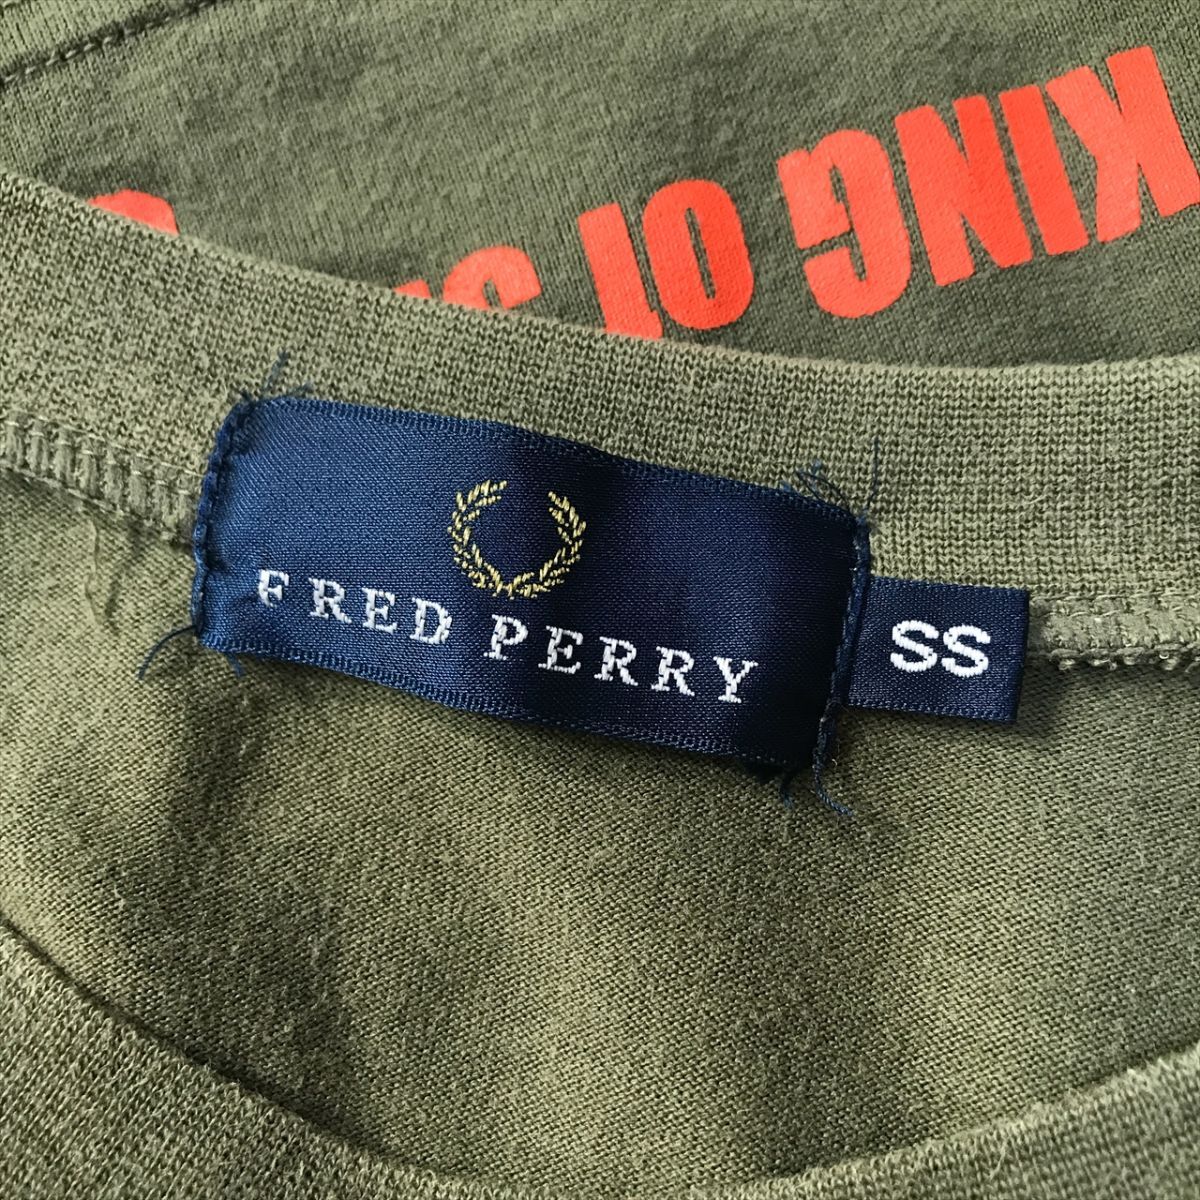 KING Of
FRED PERRY
SS